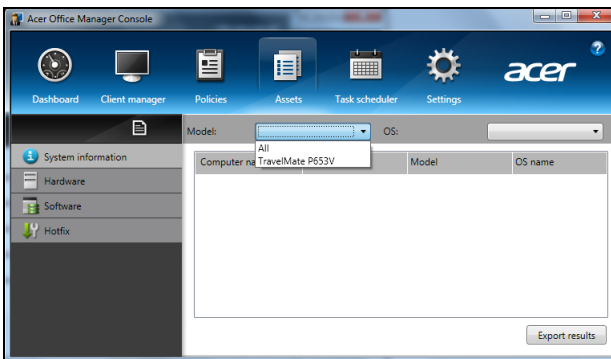 Acer Office Manager Console
?
acer
Dashboard
Client manager
Policies
Assets
Task scheduler
Settings
Model:
OS:
All
TravelMate P653V
System information
Hardware
Software
Hotfix
Computer na
Model
OS name
Export results